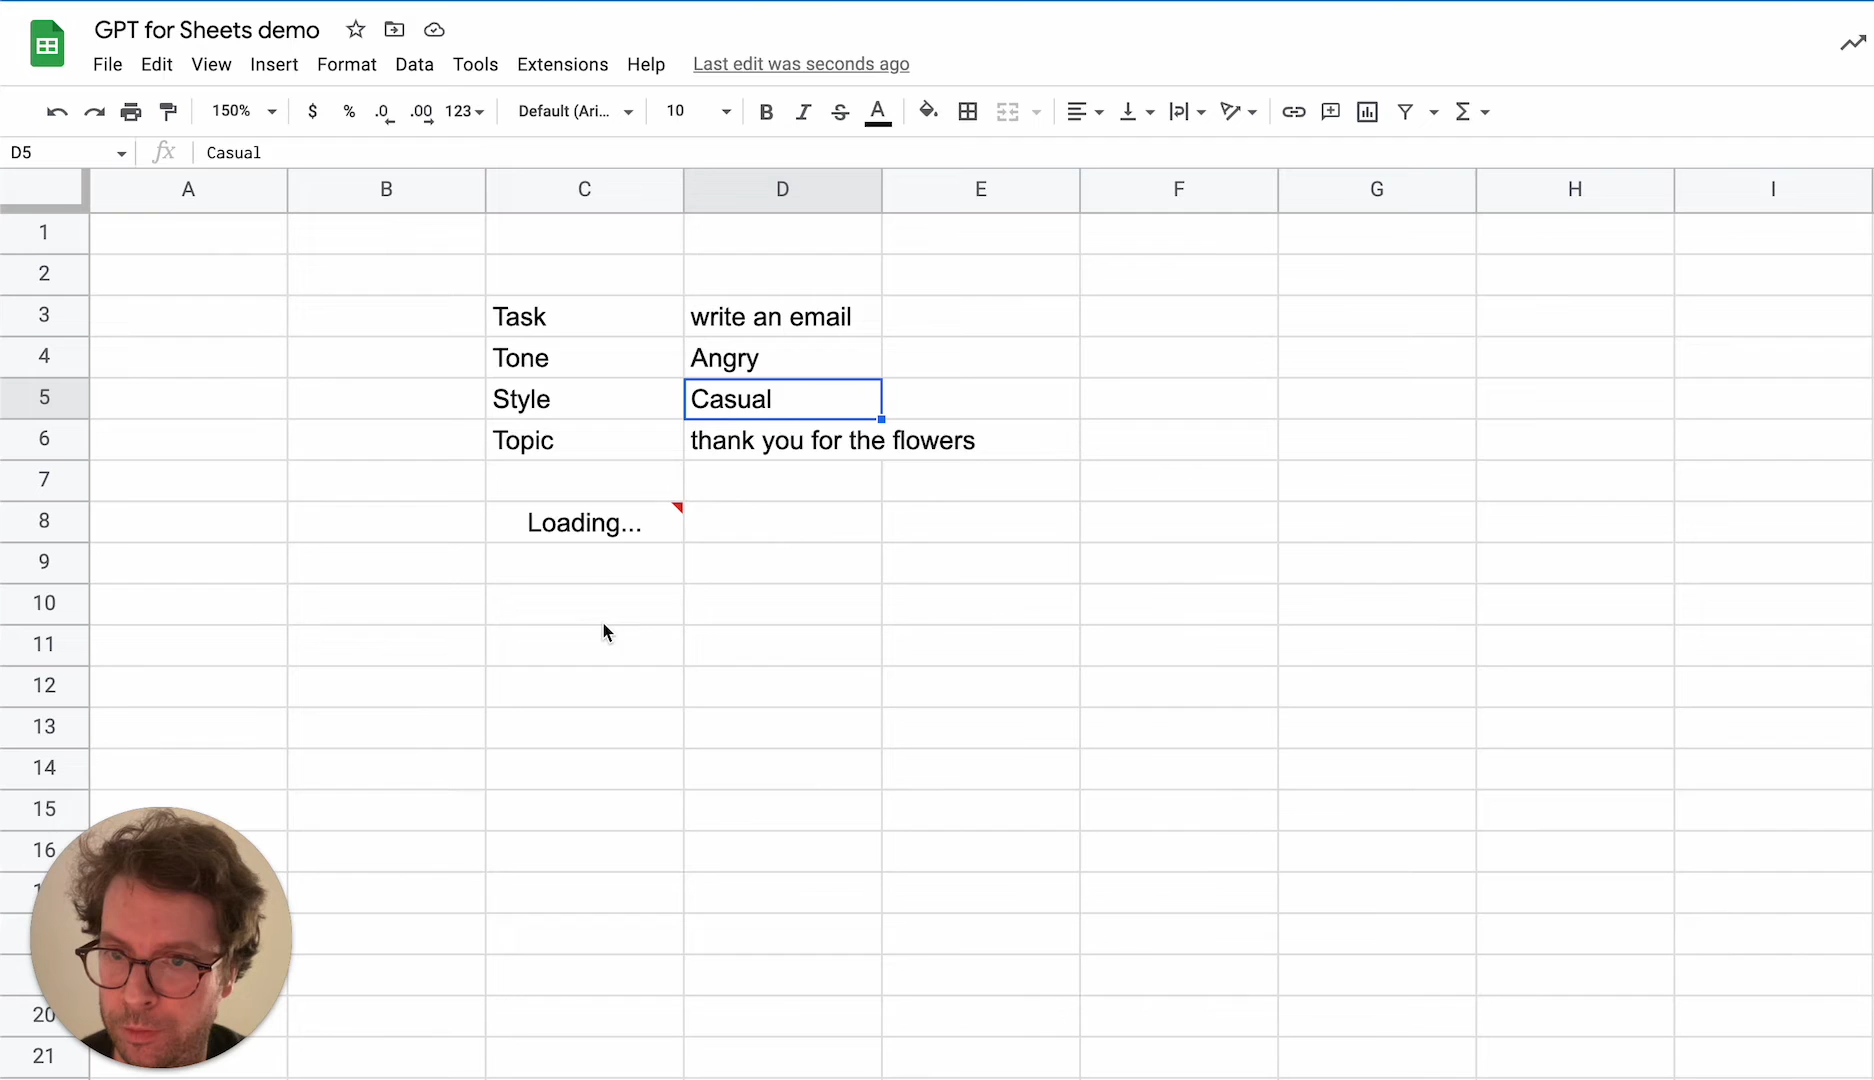 GPT for Sheets demo
File Edit View Insert Format Data Tools Extensions Help Last edit was seconds ago
150% $ % .0 .00 123 Default (Ari... 10 B I S A
D5 fx Casual
A B C D E F G H I
1
2
3 Task write an email
4 Tone Angry
5 Style Casual
6 Topic thank you for the flowers
7
8 Loading...
9
10
11
12
13
14
15
16
20
21